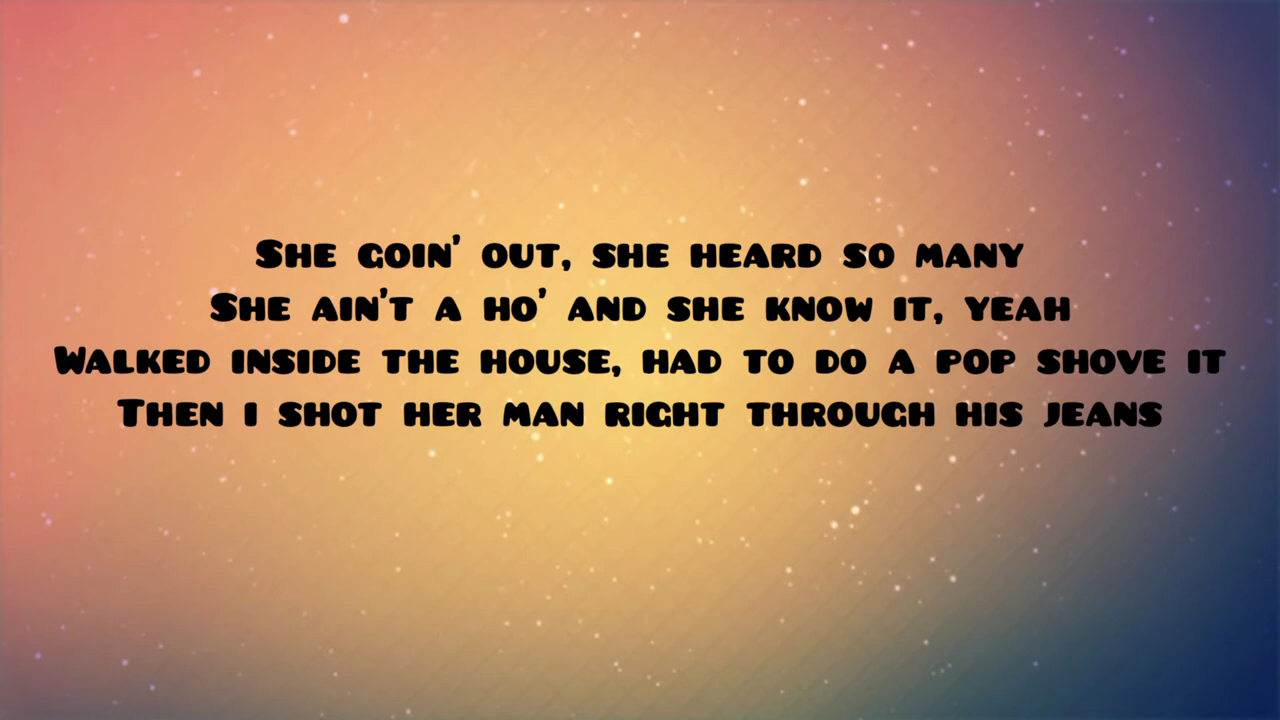 She goin' out, she heard so many
She ain't a ho' and she know it, yeah
Walked inside the house, had to do a pop shove it
Then I shot her man right through his jeans